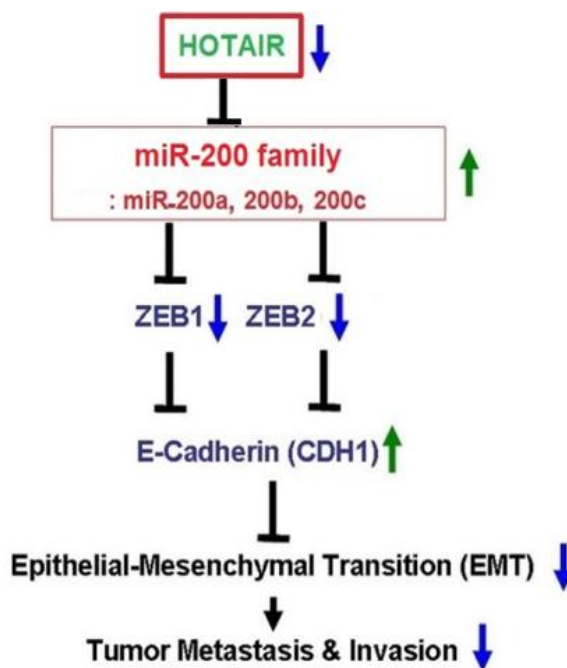 HOTAIR
miR-200 family
: miR-200a, 200b, 200c
ZEB1 ZEB2
E-Cadherin (CDH1)
Epithelial-Mesenchymal Transition (EMT)
Tumor Metastasis & Invasion